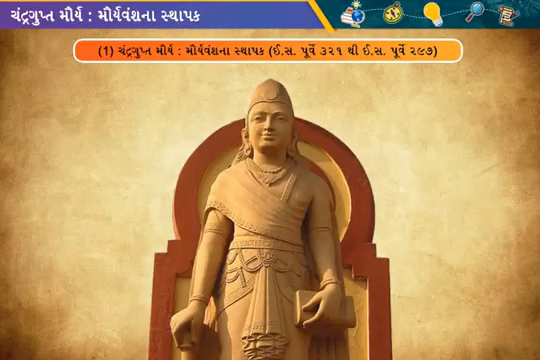 ચંદ્રગુપ્ત મૌર્ય : મૌર્યવંશના સ્થાપક
(1) ચંદ્રગુપ્ત મૌર્ય : મૌર્યવંશના સ્થાપક (ઈ.સ. પૂર્વે ૩૨૧ થી ઈ.સ. પૂર્વે ૨૯૭)